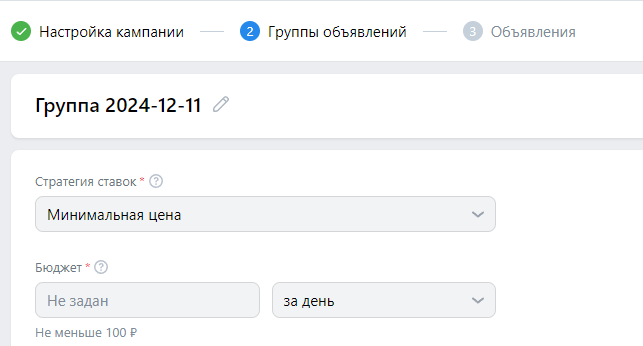 Настройка кампании 2 Группы объявлений 3 Объявления
Группа 2024-12-11
Стратегия ставок * ?
Минимальная цена
Бюджет * ?
Не задан за день
Не меньше 100 ₽